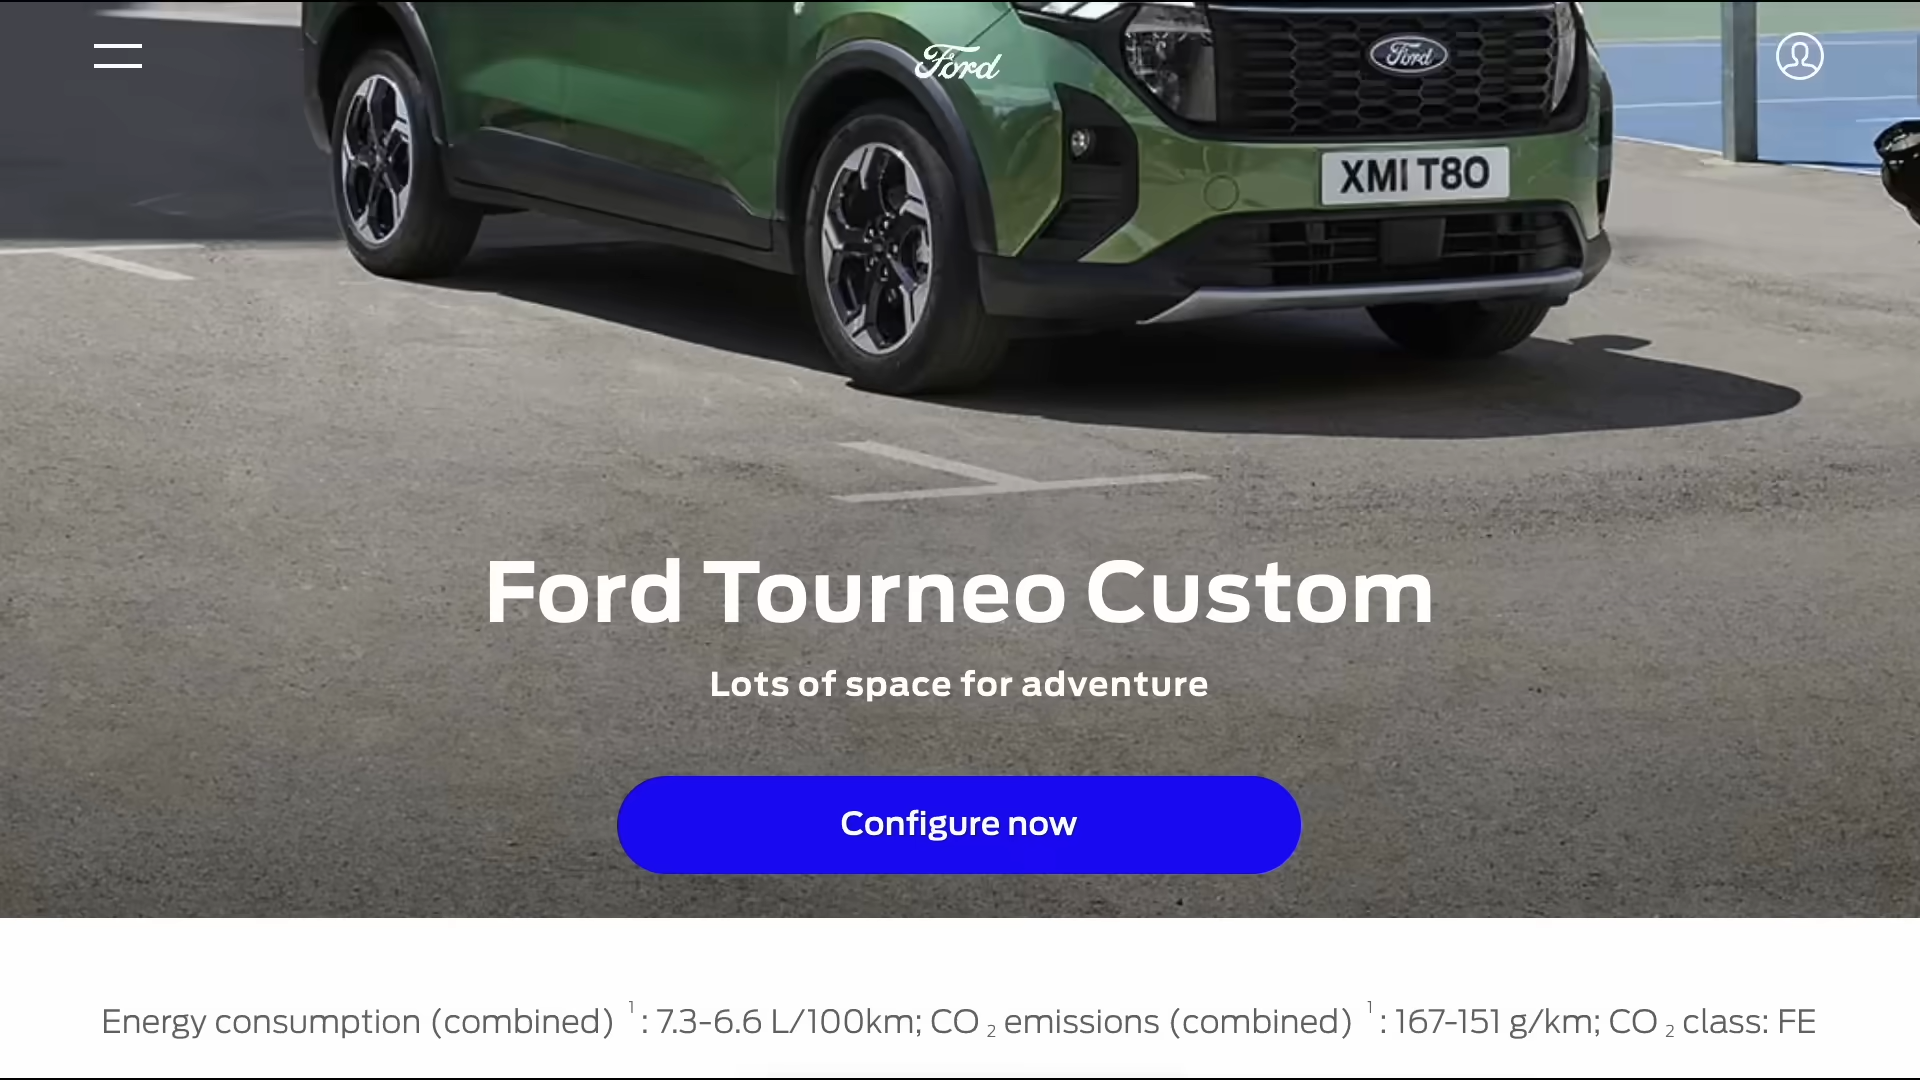 Ford
Ford
XMI T80
Ford Tourneo Custom
Lots of space for adventure
Configure now
Energy consumption (combined) ¹: 7.3-6.6 L/100km; CO ₂ emissions (combined) ¹: 167-151 g/km; CO ₂ class: FE